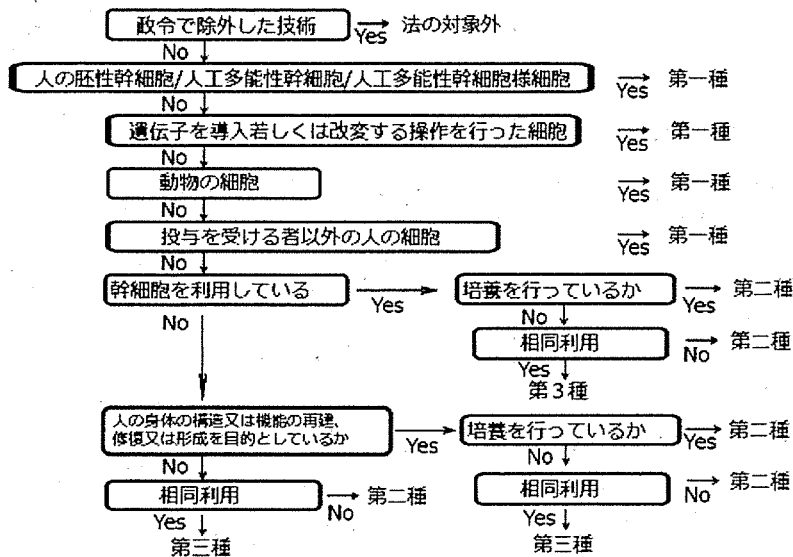 政令で除外した技術 Yes 法の対象外
No
人の胚性幹細胞/人工多能性幹細胞/人工多能性幹細胞様細胞 Yes 第一種
No
遺伝子を導入若しくは改変する操作を行った細胞 Yes 第一種
No
動物の細胞 Yes 第一種
No
投与を受ける者以外の人の細胞 Yes 第一種
No
幹細胞を利用している Yes 培養を行っているか Yes 第二種
No No
相同利用 No 第二種
Yes
第3種
人の身体の構造又は機能の再建、
修復又は形成を目的としているか Yes 培養を行っているか Yes 第二種
No No
相同利用 No 第二種 相同利用 No 第二種
Yes Yes
第三種 第三種